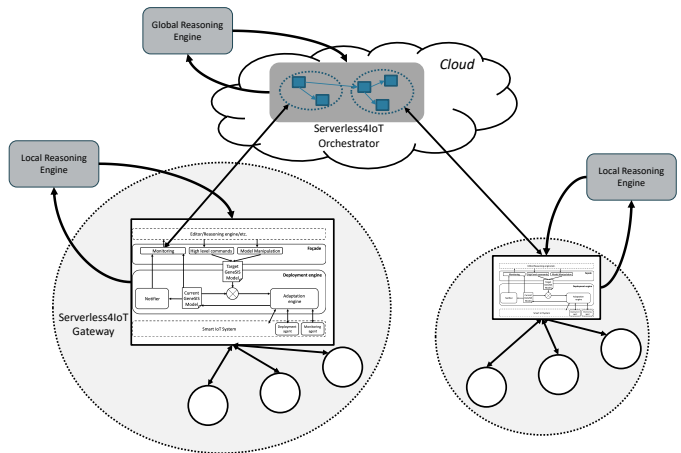 Global Reasoning
Engine
Cloud
Serverless4IoT
Orchestrator
Local Reasoning
Engine
Local Reasoning
Engine
Editor/Reasoning engine/etc.
Monitoring
High level commands
Model Manipulation
Façade
Target
GeneSIS
Model
Deployment engine
Notifier
Current
GeneSIS
Model
Adaptation
engine
Serverless4IoT
Gateway
Smart IoT System
Deployment
agent
Monitoring
agent